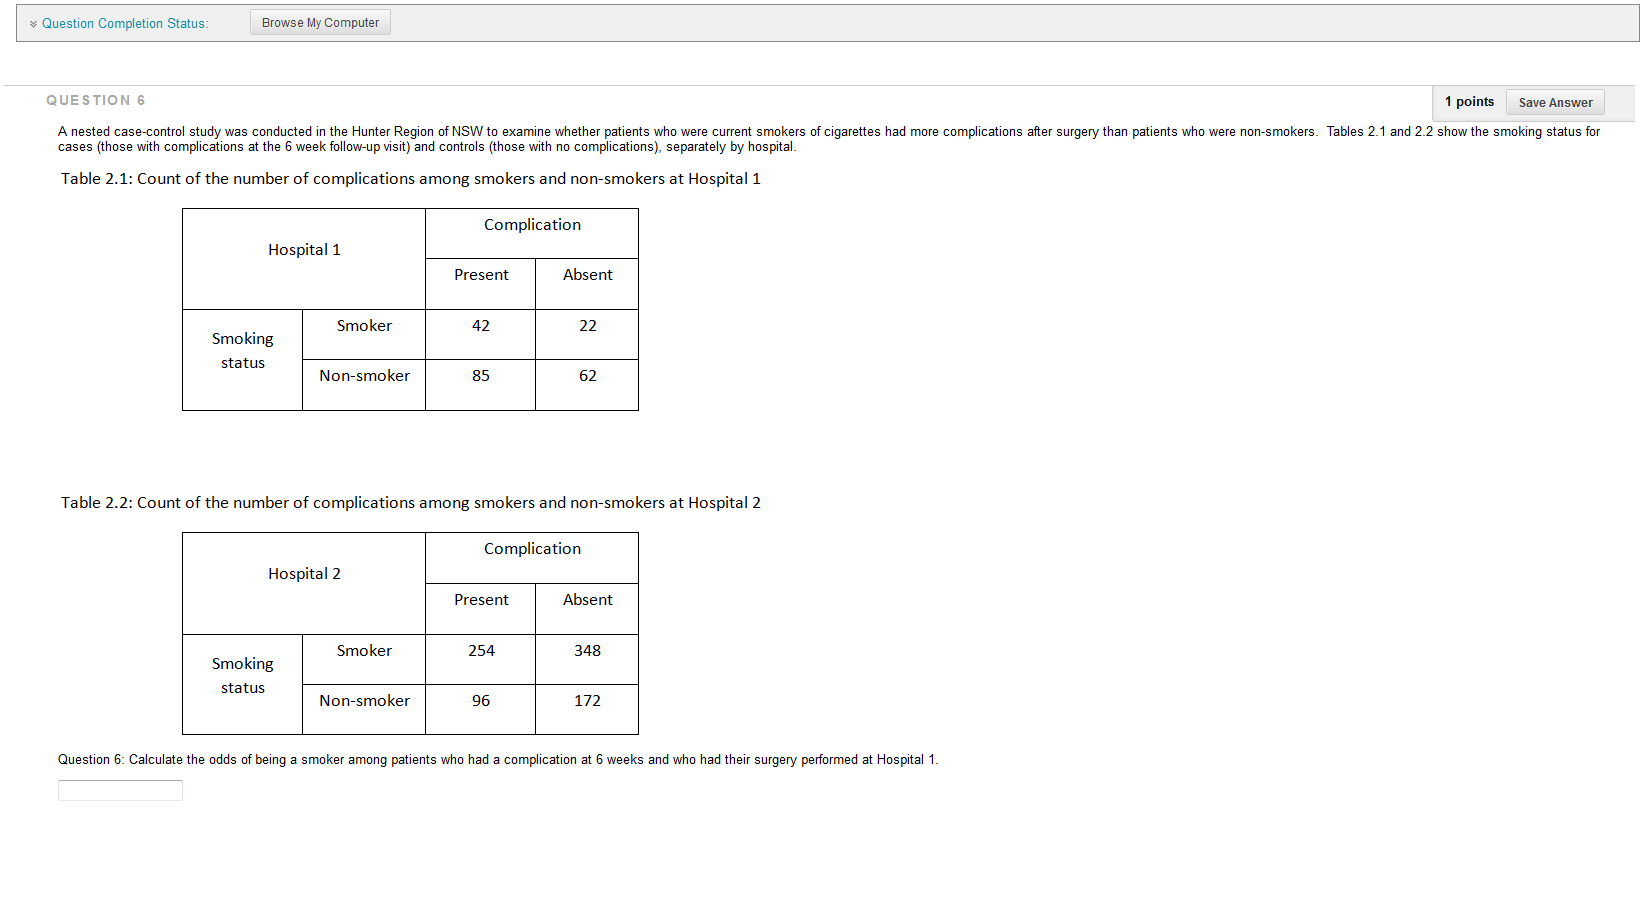 Question Completion Status:
Browse My Computer
QUESTION 6
1 points
Save Answer
A nested case-control study was conducted in the Hunter Region of NSW to examine whether patients who were current smokers of cigarettes had more complications after surgery than patients who were non-smokers. Tables 2.1 and 2.2 show the smoking status for
cases (those with complications at the 6 week follow-up visit) and controls (those with no complications), separately by hospital.
Table 2.1: Count of the number of complications among smokers and non-smokers at Hospital 1
Hospital 1
Complication
Present
Absent
Smoking
status
Smoker
42
22
Non-smoker
85
62
Table 2.2: Count of the number of complications among smokers and non-smokers at Hospital 2
Hospital 2
Complication
Present
Absent
Smoking
status
Smoker
254
348
Non-smoker
96
172
Question 6: Calculate the odds of being a smoker among patients who had a complication at 6 weeks and who had their surgery performed at Hospital 1.